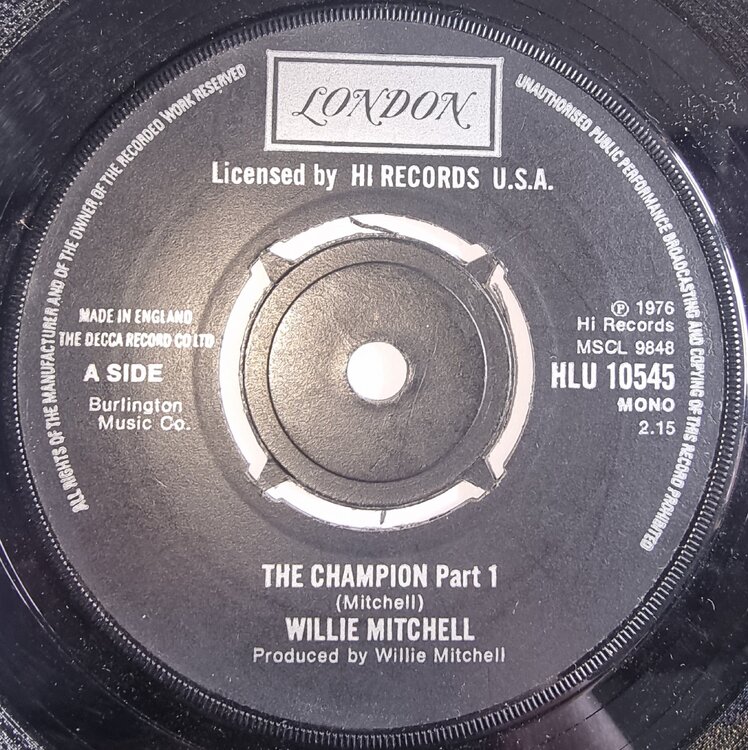 LONDON
Licensed by HI RECORDS U.S.A.
ALL RIGHTS OF THE MANUFACTURER AND OF THE OWNER OF THE RECORDED WORK RESERVED
UNAUTHORISED PUBLIC PERFORMANCE BROADCASTING AND COPYING OF THIS RECORD PROHIBITED
MADE IN ENGLAND
THE DECCA RECORD CO LTD
A SIDE
Burlington
Music Co.
℗ 1976
Hi Records
MSCL 9848
HLU 10545
MONO
2.15
THE CHAMPION Part 1
(Mitchell)
WILLIE MITCHELL
Produced by Willie Mitchell